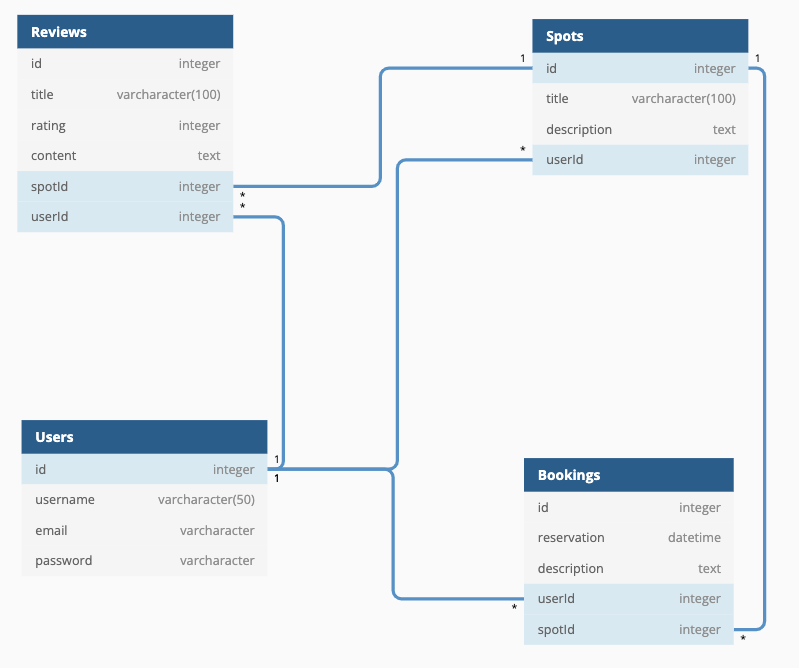 Reviews
id integer
title varcharacter(100)
rating integer
content text
spotId integer
*
*
userId integer
Spots
1 id integer 1
title varcharacter(100)
description text
*
userId integer
Users
1
id integer
1
username varcharacter(50)
email varcharacter
password varcharacter
Bookings
id integer
reservation datetime
description text
userId integer
*
spotId integer
*